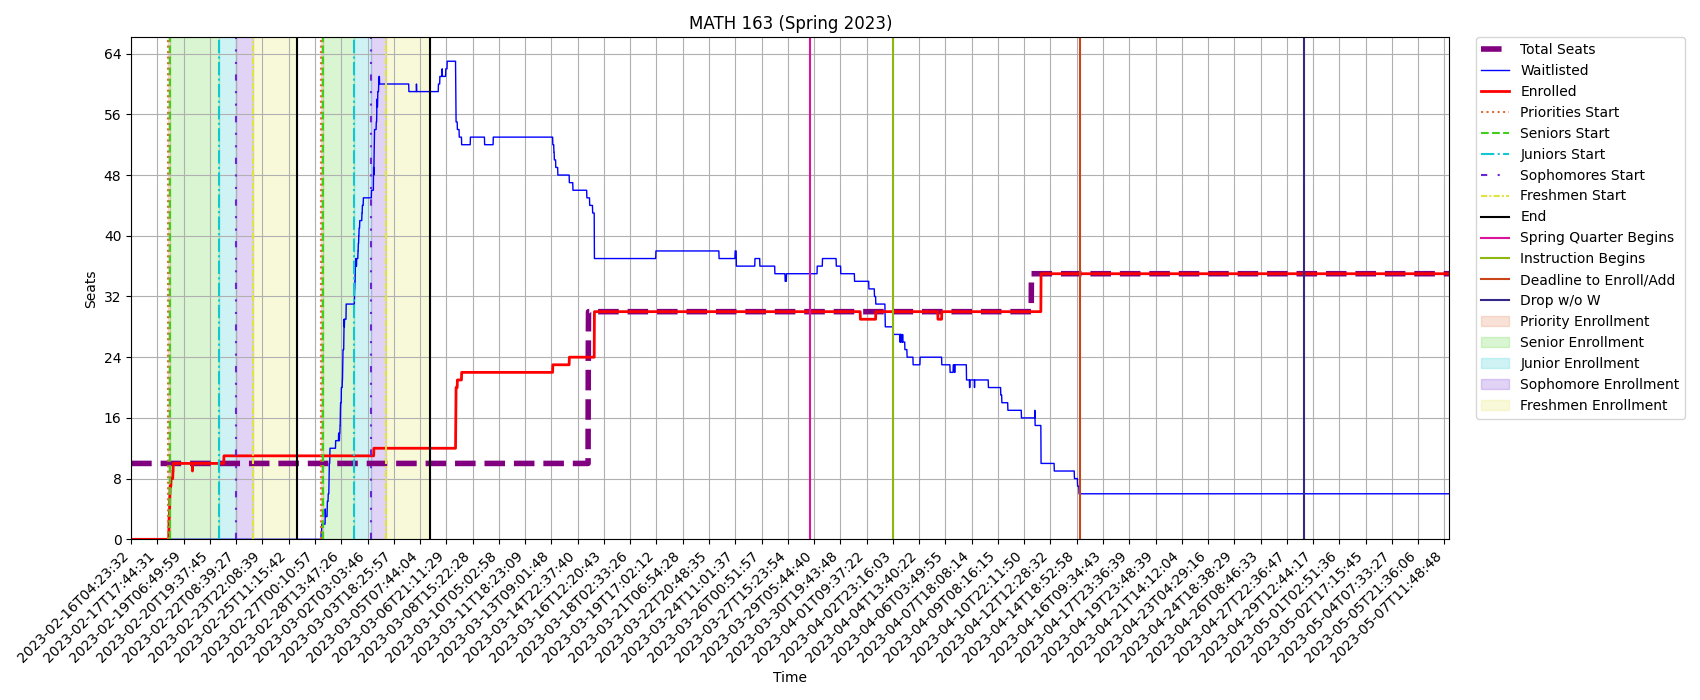 MATH 163 (Spring 2023)
Seats
64
56
48
40
32
24
16
8
0
2023-02-16T04:23:32
2023-02-17T17:44:31
2023-02-19T06:49:59
2023-02-20T19:37:45
2023-02-22T08:39:27
2023-02-23T22:08:39
2023-02-25T11:15:42
2023-02-27T00:10:57
2023-02-28T13:47:26
2023-03-02T03:03:46
2023-03-03T18:25:57
2023-03-05T07:44:04
2023-03-06T21:11:29
2023-03-08T15:22:28
2023-03-10T05:02:58
2023-03-11T18:23:09
2023-03-13T09:01:48
2023-03-14T22:37:40
2023-03-16T12:20:43
2023-03-18T02:33:26
2023-03-19T17:02:12
2023-03-21T06:54:28
2023-03-22T20:48:35
2023-03-24T11:01:37
2023-03-26T00:51:57
2023-03-27T15:23:54
2023-03-29T05:44:40
2023-03-30T19:43:48
2023-04-01T09:37:22
2023-04-02T23:16:03
2023-04-04T13:40:22
2023-04-06T03:49:55
2023-04-07T18:08:14
2023-04-09T08:16:15
2023-04-10T22:11:50
2023-04-12T12:28:32
2023-04-14T18:52:58
2023-04-16T09:34:43
2023-04-17T23:36:39
2023-04-19T23:48:39
2023-04-21T14:12:04
2023-04-23T04:29:16
2023-04-24T18:38:29
2023-04-26T08:46:33
2023-04-27T22:36:47
2023-04-29T12:44:17
2023-05-01T02:51:36
2023-05-02T17:15:45
2023-05-04T07:33:27
2023-05-05T21:36:06
2023-05-07T11:48:48
Time
Total Seats
Waitlisted
Enrolled
Priorities Start
Seniors Start
Juniors Start
Sophomores Start
Freshmen Start
End
Spring Quarter Begins
Instruction Begins
Deadline to Enroll/Add
Drop w/o W
Priority Enrollment
Senior Enrollment
Junior Enrollment
Sophomore Enrollment
Freshmen Enrollment